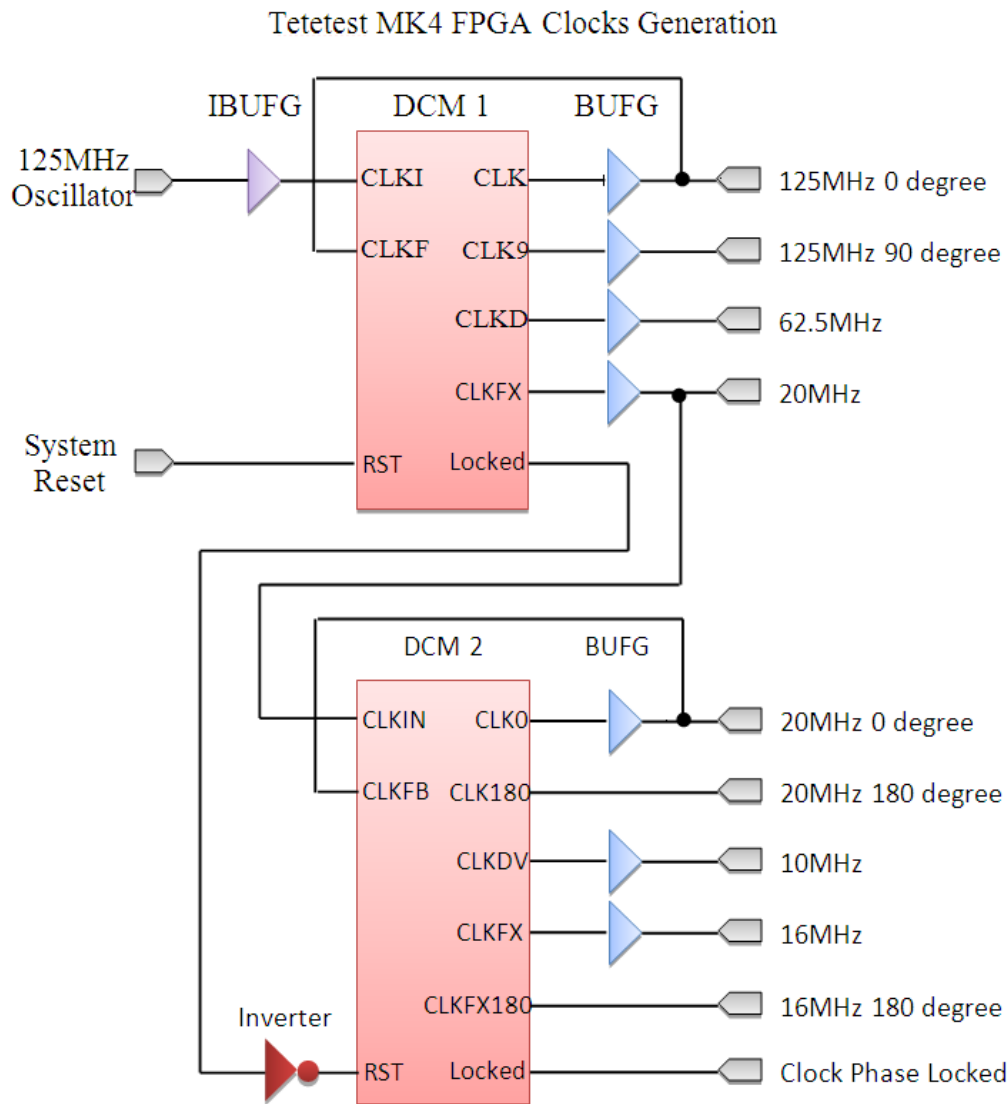 Tetetest MK4 FPGA Clocks Generation
IBUFG
DCM 1
BUFG
125MHz
Oscillator
CLKI
CLK
125MHz 0 degree
CLKF
CLK9
125MHz 90 degree
CLKD
62.5MHz
CLKFX
20MHz
System
Reset
RST
Locked
DCM 2
BUFG
CLKIN
CLK0
20MHz 0 degree
CLKFB
CLK180
20MHz 180 degree
CLKDV
10MHz
CLKFX
16MHz
CLKFX180
16MHz 180 degree
Inverter
RST
Locked
Clock Phase Locked